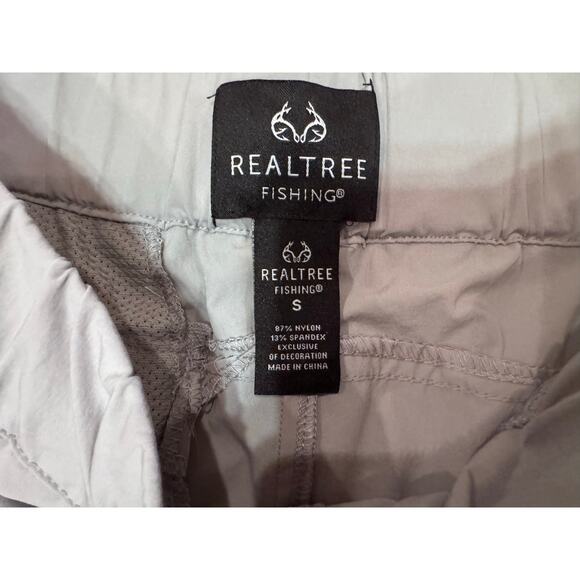 REALTREE
FISHING®
REALTREE
FISHING®
S
87% NYLON
13% SPANDEX
EXCLUSIVE
OF DECORATION
MADE IN CHINA